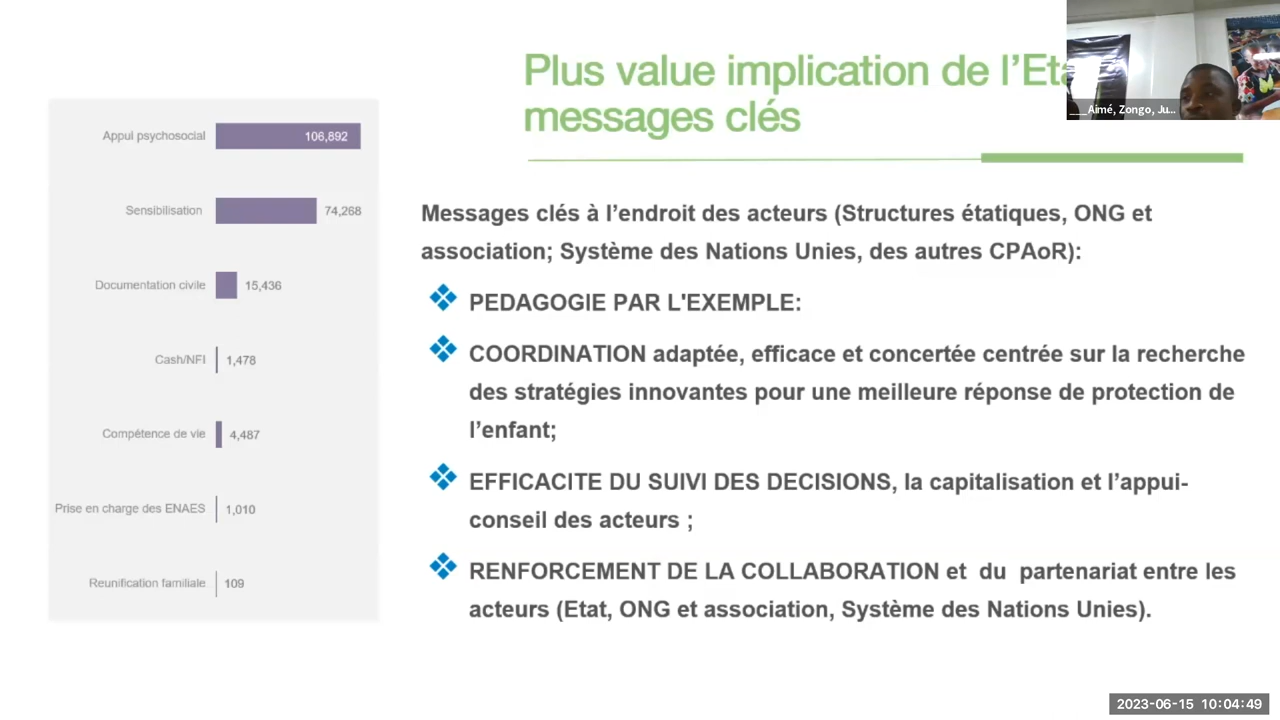 Plus value implication de l'Eta
messages clés
___Aimé, Zongo, Ju...
Appui psychosocial 106,892
Sensibilisation 74,268
Documentation civile 15,436
Cash/NFI 1,478
Compétence de vie 4,487
Prise en charge des ENAES 1,010
Reunification familiale 109
Messages clés à l'endroit des acteurs (Structures étatiques, ONG et
association; Système des Nations Unies, des autres CPAoR):
PEDAGOGIE PAR L'EXEMPLE:
COORDINATION adaptée, efficace et concertée centrée sur la recherche
des stratégies innovantes pour une meilleure réponse de protection de
l'enfant;
EFFICACITE DU SUIVI DES DECISIONS, la capitalisation et l'appui-
conseil des acteurs ;
RENFORCEMENT DE LA COLLABORATION et du partenariat entre les
acteurs (Etat, ONG et association, Système des Nations Unies).
2023-06-15 10:04:49